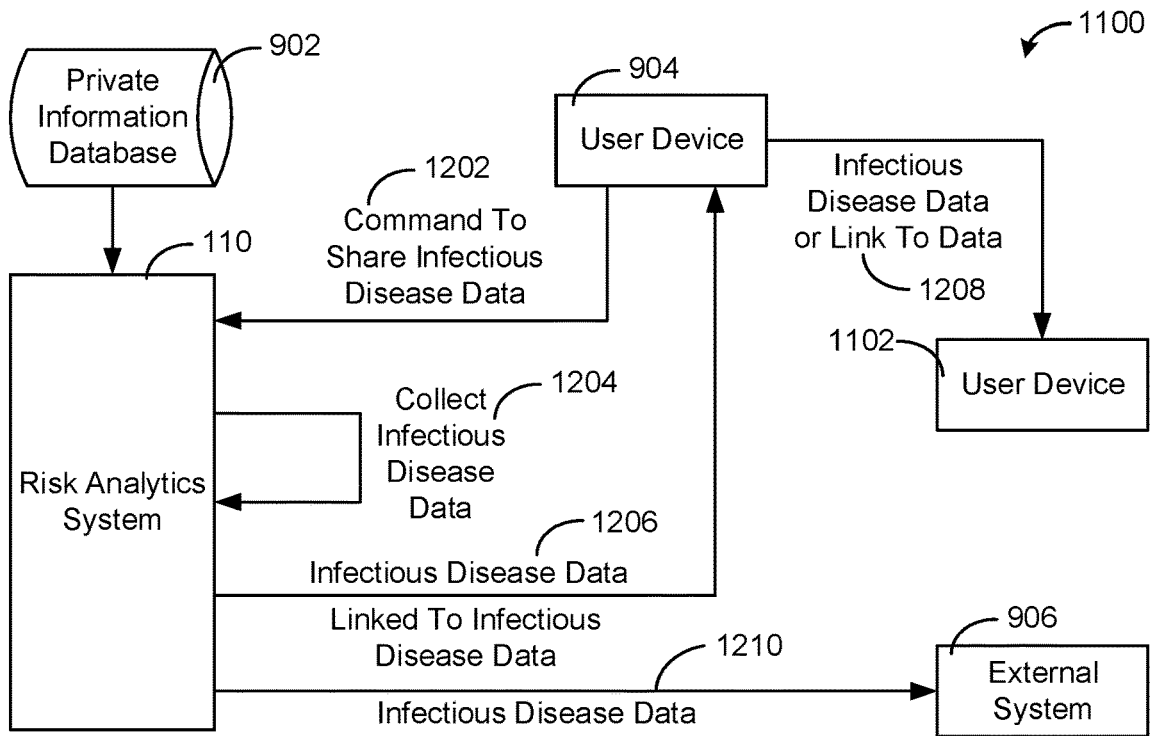 1100
902
Private
Information
Database
904
User Device
Infectious
Disease Data
or Link To Data
1208
1202
Command To
Share Infectious
Disease Data
110
1102
User Device
1204
Collect
Infectious
Disease
Data
Risk Analytics
System
1206
Infectious Disease Data
Linked To Infectious
Disease Data
906
External
System
1210
Infectious Disease Data